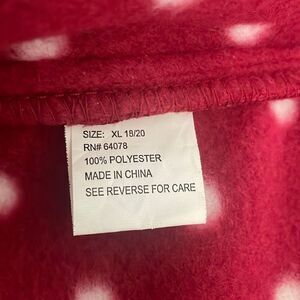 SIZE: XL 18/20
RN# 64078
100% POLYESTER
MADE IN CHINA
SEE REVERSE FOR CARE